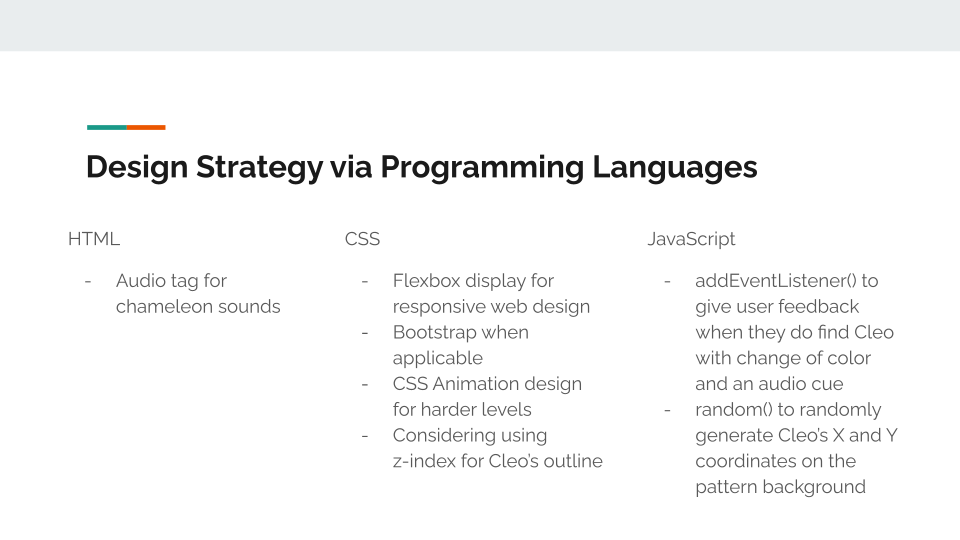 Design Strategy via Programming Languages
HTML
- Audio tag for
chameleon sounds
CSS
- Flexbox display for
responsive web design
- Bootstrap when
applicable
- CSS Animation design
for harder levels
- Considering using
z-index for Cleo’s outline
JavaScript
- addEventListener() to
give user feedback
when they do find Cleo
with change of color
and an audio cue
- random() to randomly
generate Cleo’s X and Y
coordinates on the
pattern background